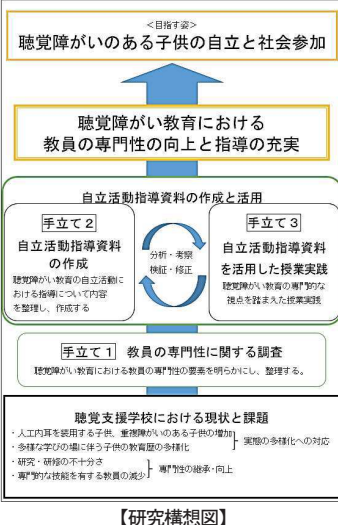 <目指す姿>
聴覚障がいのある子供の自立と社会参加
聴覚障がい教育における
教員の専門性の向上と指導の充実
自立活動指導資料の作成と活用
手立て2
自立活動指導資料
の作成
聴覚障がい教育の自立活動に
おける指導について内容
を整理し、作成する
分析・考察
検証・修正
手立て3
自立活動指導資料
を活用した授業実践
聴覚障がい教育の専門的な
視点を踏まえた授業実践
手立て1 教員の専門性に関する調査
聴覚障がい教育における教員の専門性の要素を明らかにし、整理する。
聴覚支援学校における現状と課題
・人工内耳を装用する子供、重複障がいのある子供の増加
・多様な学びの場に伴う子供の教育歴の多様化
実態の多様化への対応
・研究・研修の不十分さ
・専門的な技能を有する教員の減少
専門性の継承・向上
【研究構想図】